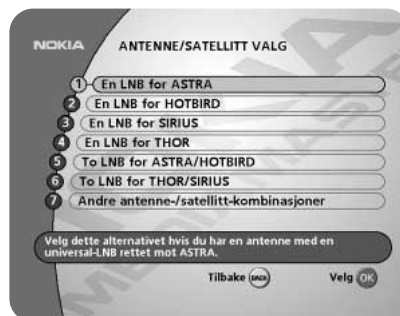 NOKIA
ANTENNE/SATELLITT VALG
1 En LNB for ASTRA
2 En LNB for HOTBIRD
3 En LNB for SIRIUS
4 En LNB for THOR
5 To LNB for ASTRA/HOTBIRD
6 To LNB for THOR/SIRIUS
7 Andre antenne-/satellitt-kombinasjoner
Velg dette alternativet hvis du har en antenne med en
universal-LNB rettet mot ASTRA.
Tilbake BACK Velg OK